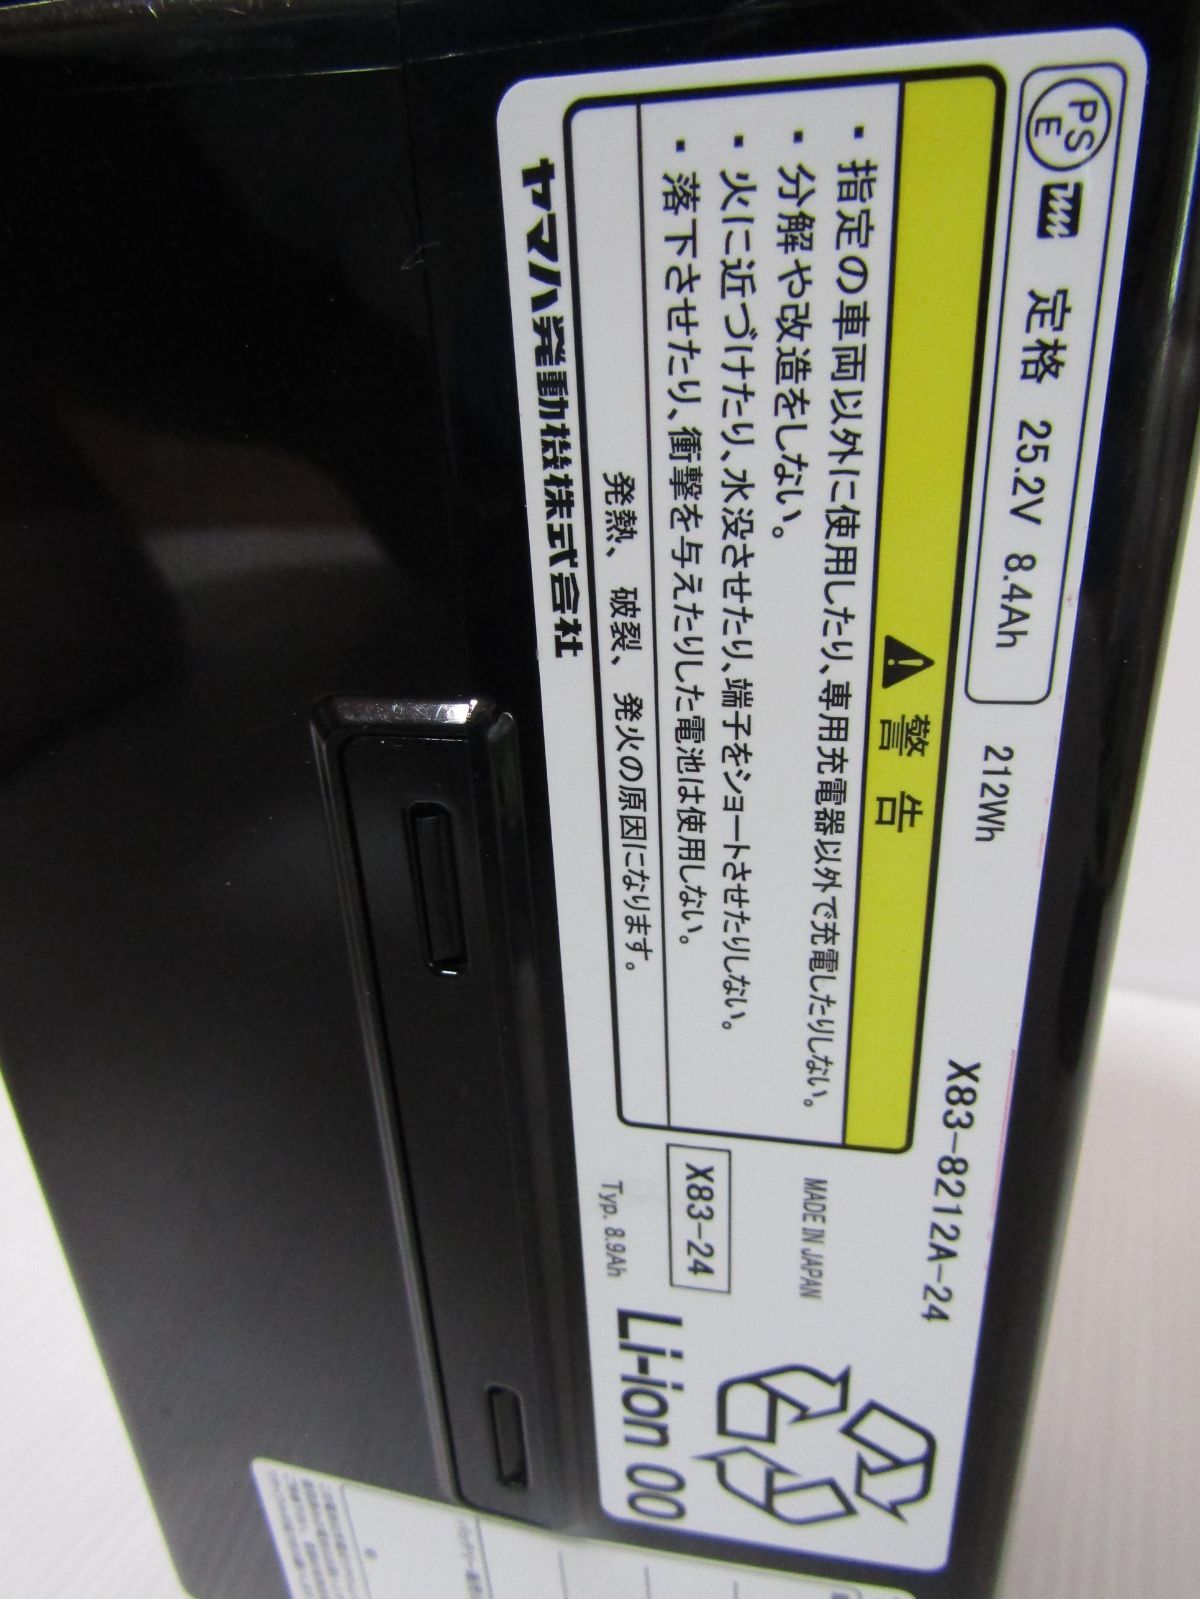 PSE 定格 25.2V 8.4Ah 212Wh X83-8212A-24
警告
・指定の車両以外に使用したり、専用充電器以外で充電したりしない。
・分解や改造をしない。
・火に近づけたり、水没させたり、端子をショートさせたりしない。
・落下させたり、衝撃を与えたりした電池は使用しない。
発熱、破裂、発火の原因になります。
ヤマハ発動機株式会社
MADE IN JAPAN
X83-24
Typ. 8.9Ah
Li-ion 00